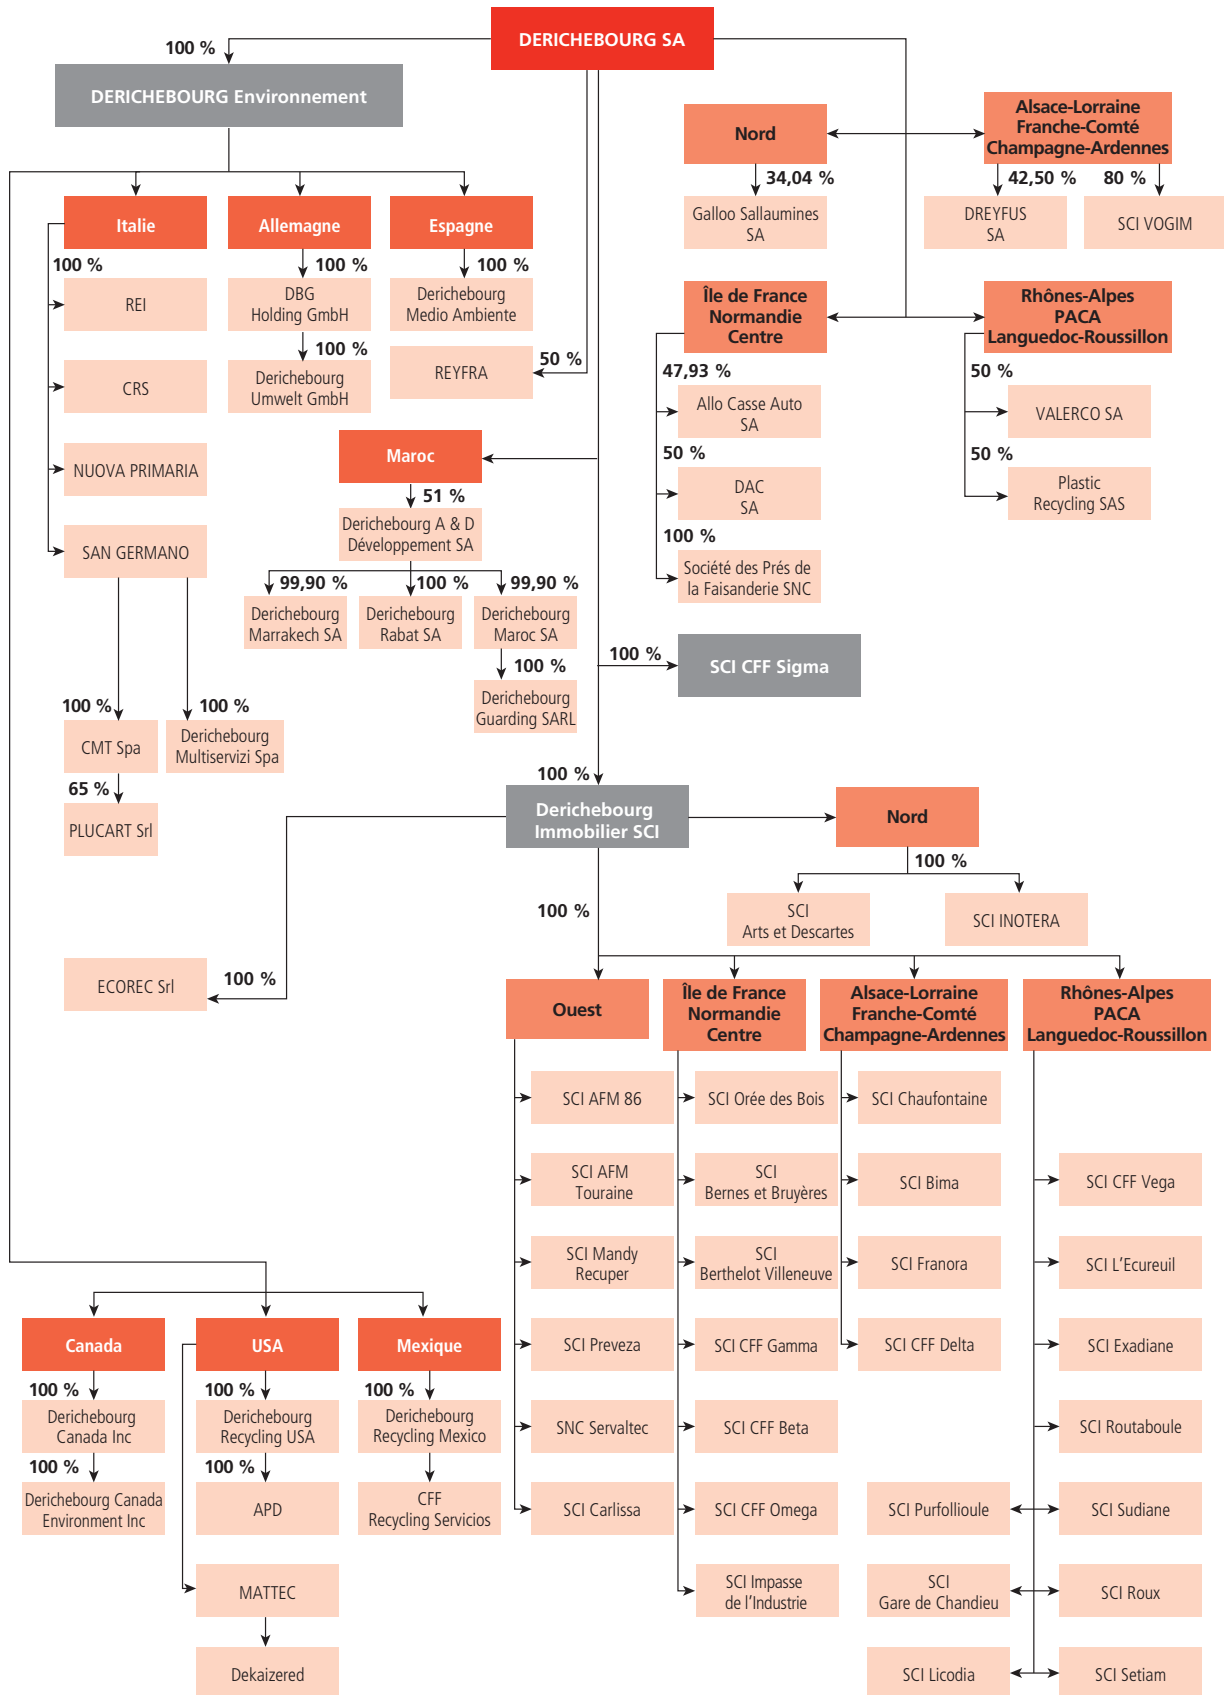 DERICHEBOURG SA
100 %
DERICHEBOURG Environnement
Nord
Alsace-Lorraine
Franche-Comté
Champagne-Ardennes
34,04 %
42,50 %
80 %
Galloo Sallaumines
SA
DREYFUS
SA
SCI VOGIM
Italie
Allemagne
Espagne
100 %
100 %
100 %
REI
DBG
Holding GmbH
Derichebourg
Medio Ambiente
100 %
50 %
CRS
Derichebourg
Umwelt GmbH
REYFRA
Île de France
Normandie
Centre
Rhônes-Alpes
PACA
Languedoc-Roussillon
47,93 %
50 %
Allo Casse Auto
SA
VALERCO SA
50 %
50 %
DAC
SA
Plastic
Recycling SAS
100 %
Société des Prés de
la Faisanderie SNC
NUOVA PRIMARIA
SAN GERMANO
Maroc
51 %
Derichebourg A & D
Développement SA
99,90 %
100 %
99,90 %
Derichebourg
Marrakech SA
Derichebourg
Rabat SA
Derichebourg
Maroc SA
100 %
Derichebourg
Guarding SARL
100 %
SCI CFF Sigma
100 %
100 %
CMT Spa
Derichebourg
Multiservizi Spa
65 %
PLUCART Srl
100 %
Derichebourg
Immobilier SCI
Nord
100 %
SCI
Arts et Descartes
SCI INOTERA
100 %
ECOREC Srl
100 %
Ouest
Île de France
Normandie
Centre
Alsace-Lorraine
Franche-Comté
Champagne-Ardennes
Rhônes-Alpes
PACA
Languedoc-Roussillon
SCI AFM 86
SCI Orée des Bois
SCI Chaufontaine
SCI AFM
Touraine
SCI
Bernes et Bruyères
SCI Bima
SCI CFF Vega
SCI Mandy
Recuper
SCI
Berthelot Villeneuve
SCI Franora
SCI L'Ecureuil
SCI Preveza
SCI CFF Gamma
SCI CFF Delta
SCI Exadiane
SNC Servaltec
SCI CFF Beta
SCI Routaboule
SCI Carlissa
SCI CFF Omega
SCI Purfollioule
SCI Sudiane
SCI Impasse
de l'Industrie
SCI
Gare de Chandieu
SCI Roux
SCI Licodia
SCI Setiam
Canada
USA
Mexique
100 %
100 %
100 %
Derichebourg
Canada Inc
Derichebourg
Recycling USA
Derichebourg
Recycling Mexico
100 %
100 %
Derichebourg Canada
Environment Inc
APD
CFF
Recycling Servicios
MATTEC
Dekaizered